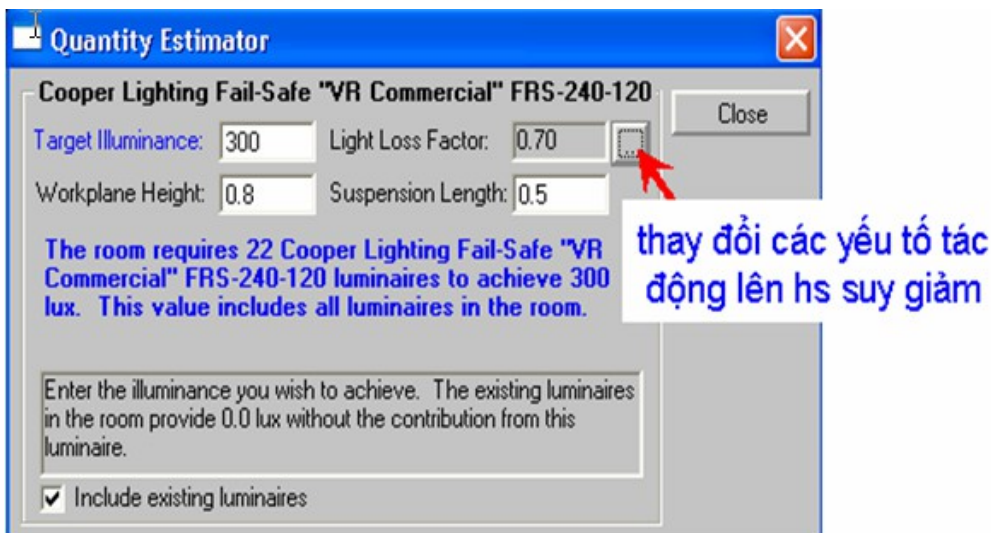 Quantity Estimator
Cooper Lighting Fail-Safe "VR Commercial" FRS-240-120
Close
Target Illuminance: 300 Light Loss Factor: 0.70 ...
Workplane Height: 0.8 Suspension Length: 0.5
The room requires 22 Cooper Lighting Fail-Safe "VR
Commercial" FRS-240-120 luminaires to achieve 300
lux. This value includes all luminaires in the room.
thay đổi các yếu tố tác
động lên hs suy giảm
Enter the illuminance you wish to achieve. The existing luminaires
in the room provide 0.0 lux without the contribution from this
luminaire.
Include existing luminaires